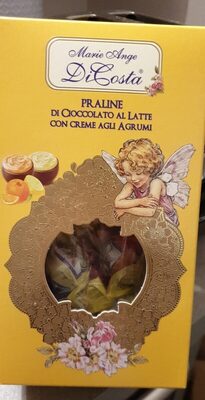 Marie Ange
DiCosta®
PRALINE
DI CIOCCOLATO AL LATTE
CON CREME AGLI AGRUMI